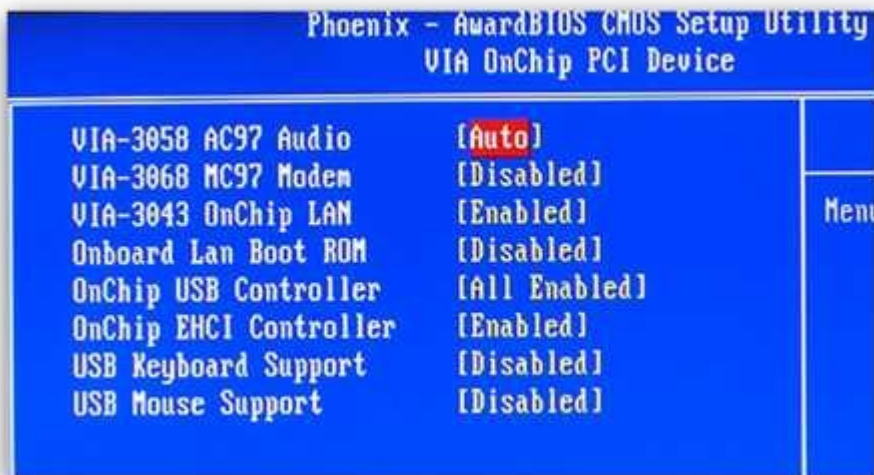 Phoenix - AwardBIOS CMOS Setup Utility
VIA OnChip PCI Device
VIA-3058 AC97 Audio [Auto]
VIA-3068 MC97 Modem [Disabled]
VIA-3043 OnChip LAN [Enabled]
Onboard Lan Boot ROM [Disabled]
OnChip USB Controller [All Enabled]
OnChip EHCI Controller [Enabled]
USB Keyboard Support [Disabled]
USB Mouse Support [Disabled]
Menu